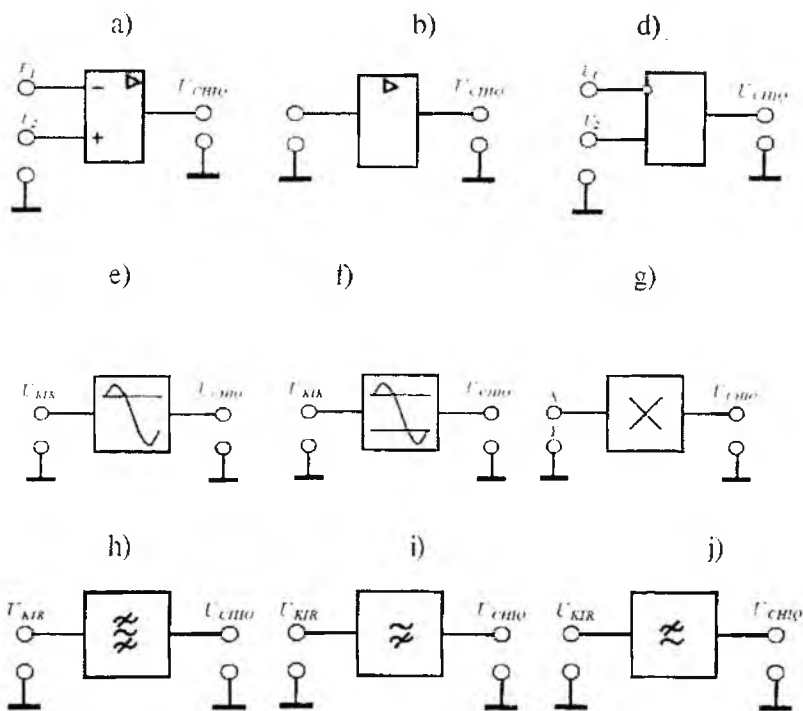 a) b) d)
U1 UCHIQ UCHIQ U1 UCHIQ
− 
U2 U2
+
e) f) g)
UKIR UCHIQ UKIR UCHIQ X UCHIQ
Y
h) i) j)
UKIR UCHIQ UKIR UCHIQ UKIR UCHIQ